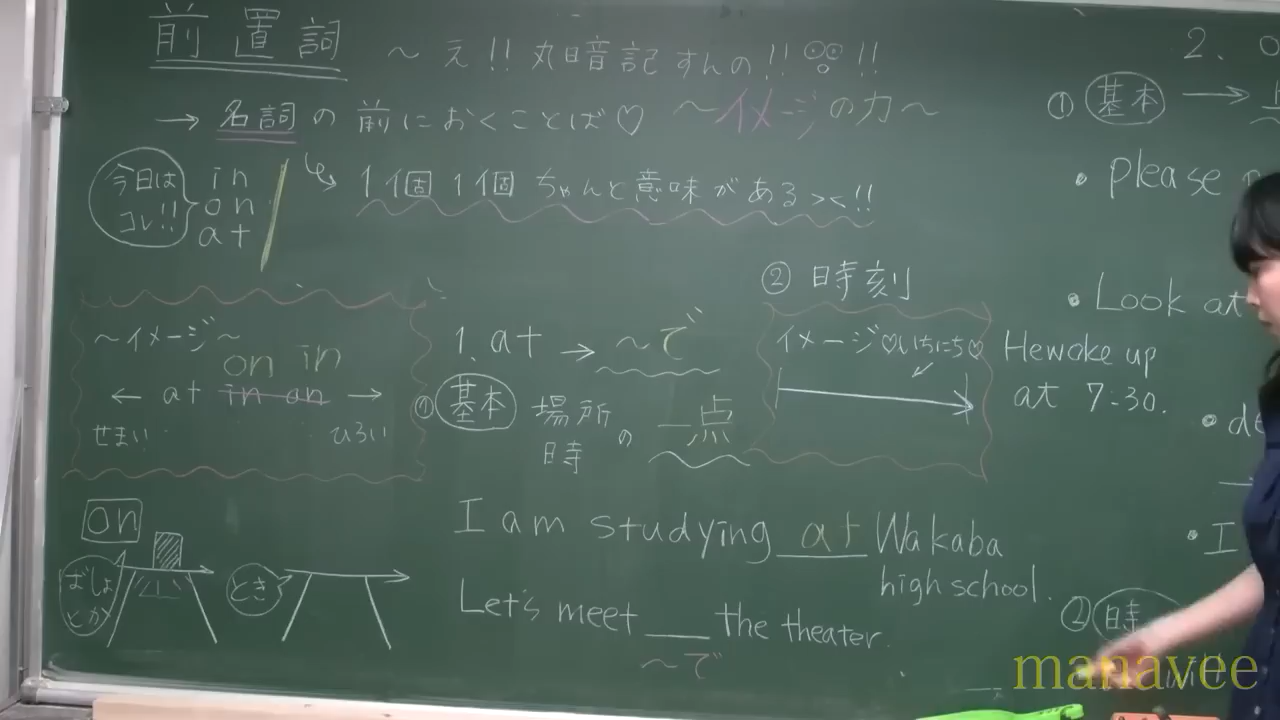 前置詞 ～え!!丸暗記すんの!! !!
→ 名詞の前におくことば♡ ～イメージの力～
今日は
コレ!!
in
on
at
↳ 1個1個ちゃんと意味がある><!!
～イメージ～
on in
← at in on →
せまい ひろい
on
ばしょ
とか
とき
1. at → ～で
① 基本 場所
時 の 一点
② 時刻
イメージ♡いちにち♡
He woke up
at 7:30.
I am studying at Wakaba
high school.
Let's meet ___ the theater.
～で
2.
① 基本 →
• please
• Look at
• I
② 時
manavee